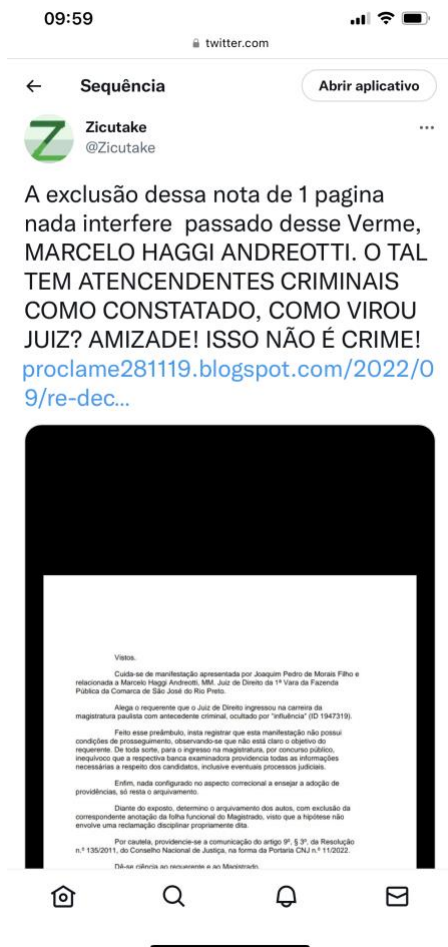 09:59
twitter.com
Sequência
Abrir aplicativo
Zicutake
@Zicutake
A exclusão dessa nota de 1 pagina
nada interfere passado desse Verme,
MARCELO HAGGI ANDREOTTI. O TAL
TEM ATENCENDENTES CRIMINAIS
COMO CONSTATADO, COMO VIROU
JUIZ? AMIZADE! ISSO NÃO É CRIME!
proclame281119.blogspot.com/2022/0
9/re-dec...
Vistos.
Cuida-se de manifestação apresentada por Joaquim Pedro de Morais Filho e
relacionada a Marcelo Haggi Andreotti, MM. Juiz de Direito da 1ª Vara da Fazenda
Pública da Comarca de São José do Rio Preto.
Alega o requerente que o Juiz de Direito ingressou na carreira da
magistratura paulista com antecedente criminal, ocultado por "influência" (ID 1947319).
Feito esse preâmbulo, insta registrar que esta manifestação não possui
condições de prosseguimento, observando-se que não está claro o objetivo do
requerente. De toda sorte, para o ingresso na magistratura, por concurso público,
inequívoco que a respectiva banca examinadora providencia todas as informações
necessárias a respeito dos candidatos, inclusive eventuais processos judiciais.
Enfim, nada configurado no aspecto correcional a ensejar a adoção de
providências, só resta o arquivamento.
Diante do exposto, determino o arquivamento dos autos, com exclusão da
correspondente anotação da folha funcional do Magistrado, visto que a hipótese não
envolve uma reclamação disciplinar propriamente dita.
Por cautela, providencie-se a comunicação do artigo 9º, § 3º, da Resolução
n.º 135/2011, do Conselho Nacional de Justiça, na forma da Portaria CNJ n.º 11/2022.
Dê-se ciência ao requerente e ao Magistrado.